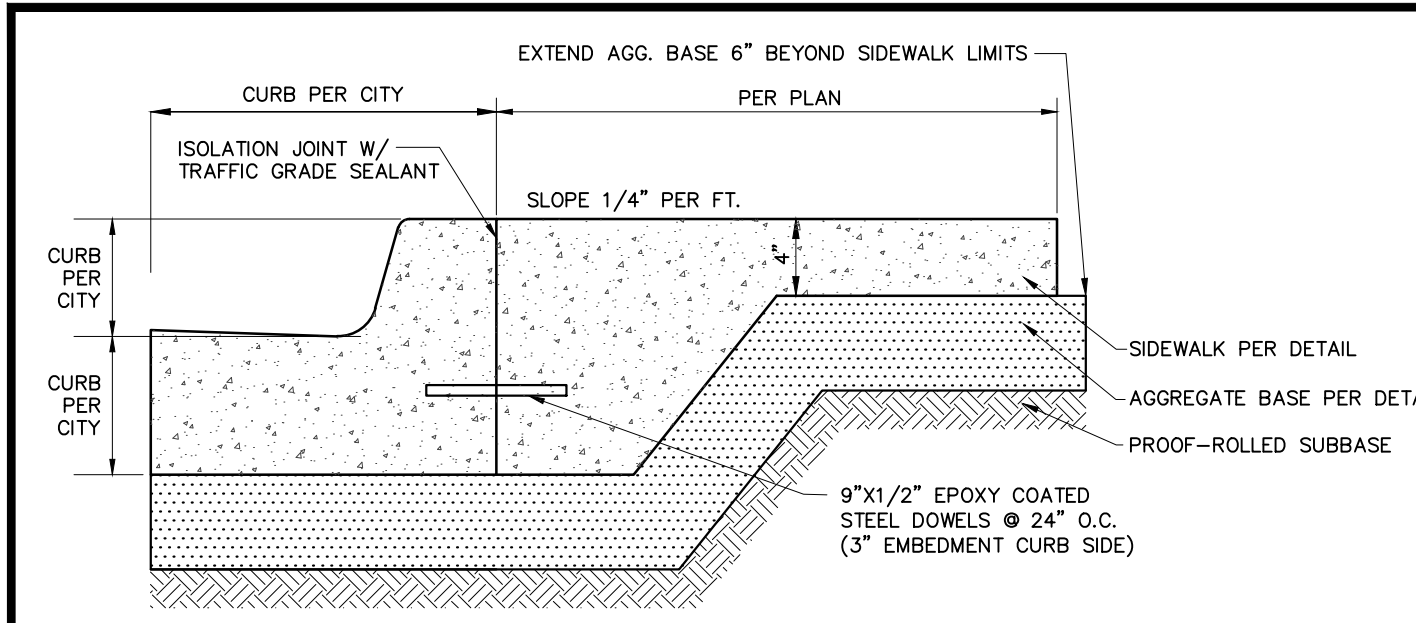 EXTEND AGG. BASE 6” BEYOND SIDEWALK LIMITS
CURB PER CITY
PER PLAN
ISOLATION JOINT W/
TRAFFIC GRADE SEALANT
SLOPE 1/4” PER FT.
CURB
PER
CITY
4”
CURB
PER
CITY
SIDEWALK PER DETAIL
AGGREGATE BASE PER DETA
PROOF–ROLLED SUBBASE
9”X1/2” EPOXY COATED
STEEL DOWELS @ 24” O.C.
(3” EMBEDMENT CURB SIDE)